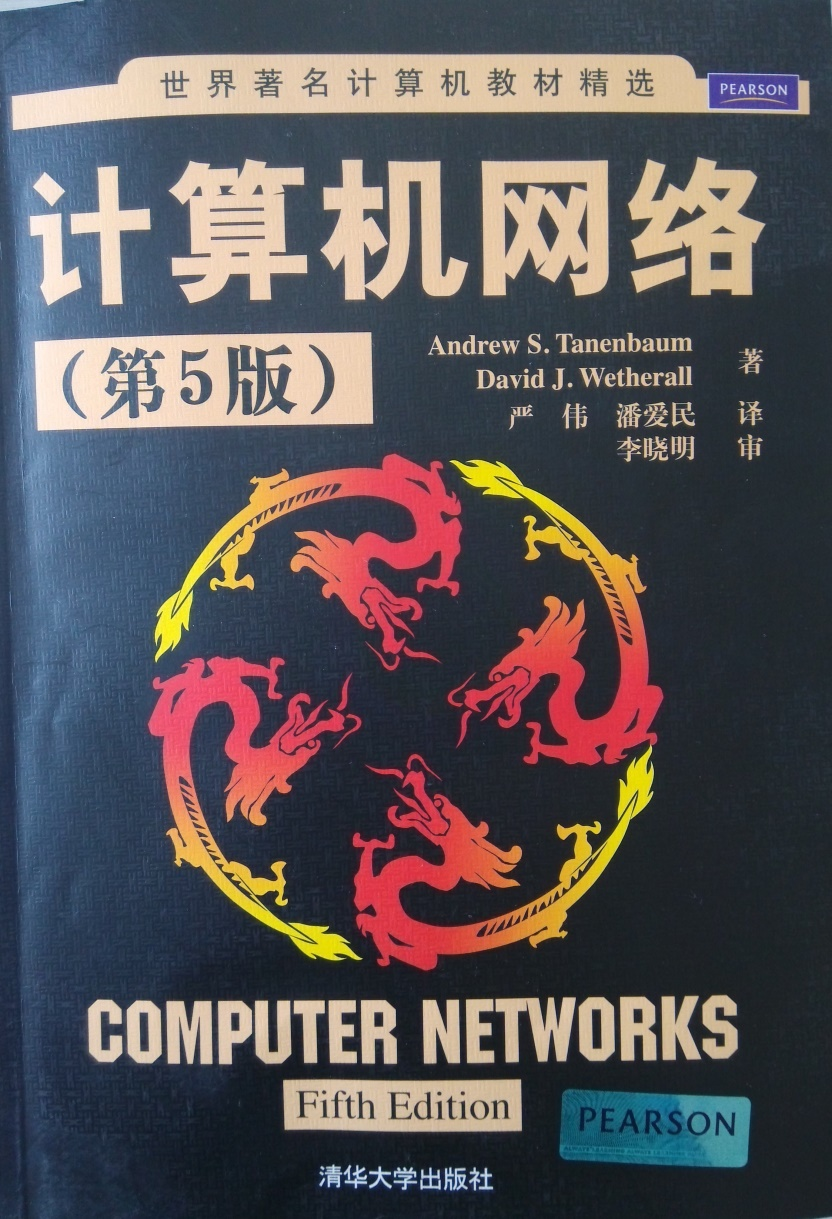 世界著名计算机教材精选
PEARSON
计算机网络
(第5版)
Andrew S. Tanenbaum
David J. Wetherall 著
严 伟 潘爱民 译
李晓明 审
COMPUTER NETWORKS
Fifth Edition
PEARSON
ALWAYS LEARNING
清华大学出版社